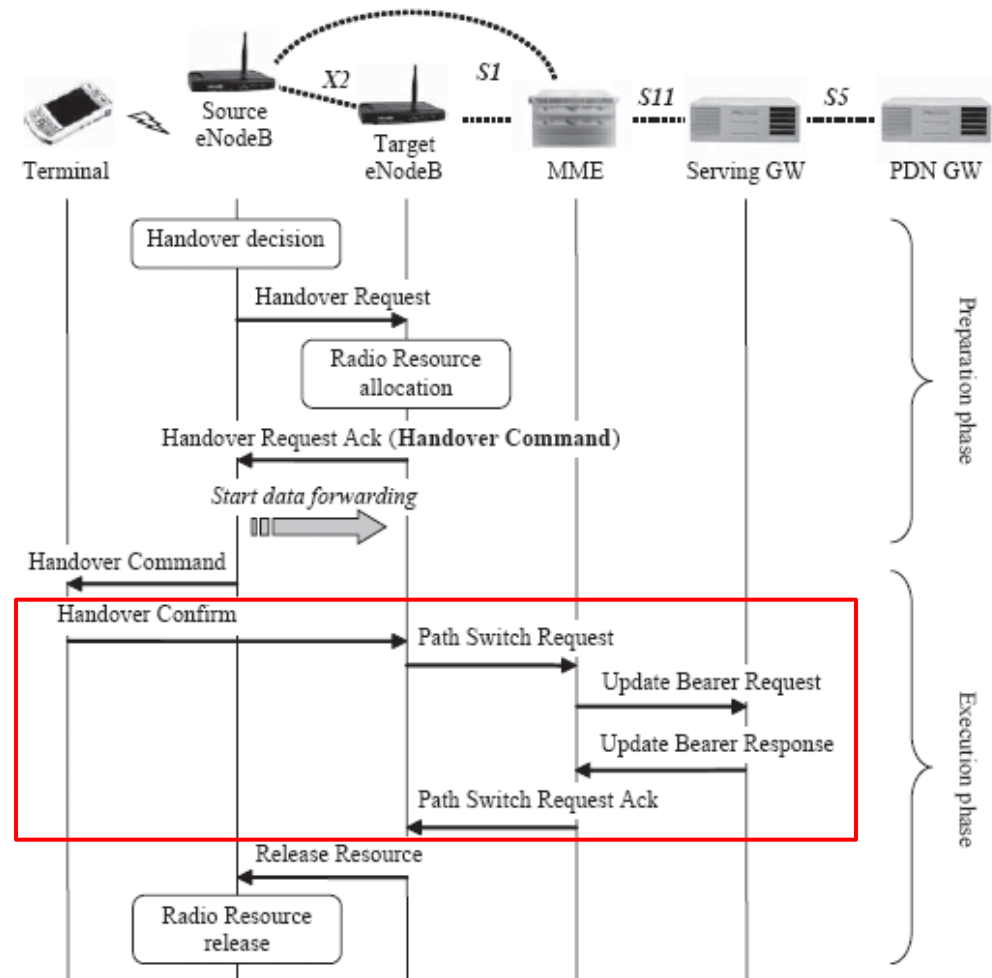 X2
S1
S11
S5
Source
eNodeB
Target
eNodeB
Terminal
MME
Serving GW
PDN GW
Handover decision
Handover Request
Radio Resource
allocation
Handover Request Ack (Handover Command)
Start data forwarding
Preparation phase
Handover Command
Handover Confirm
Path Switch Request
Update Bearer Request
Update Bearer Response
Path Switch Request Ack
Execution phase
Release Resource
Radio Resource
release